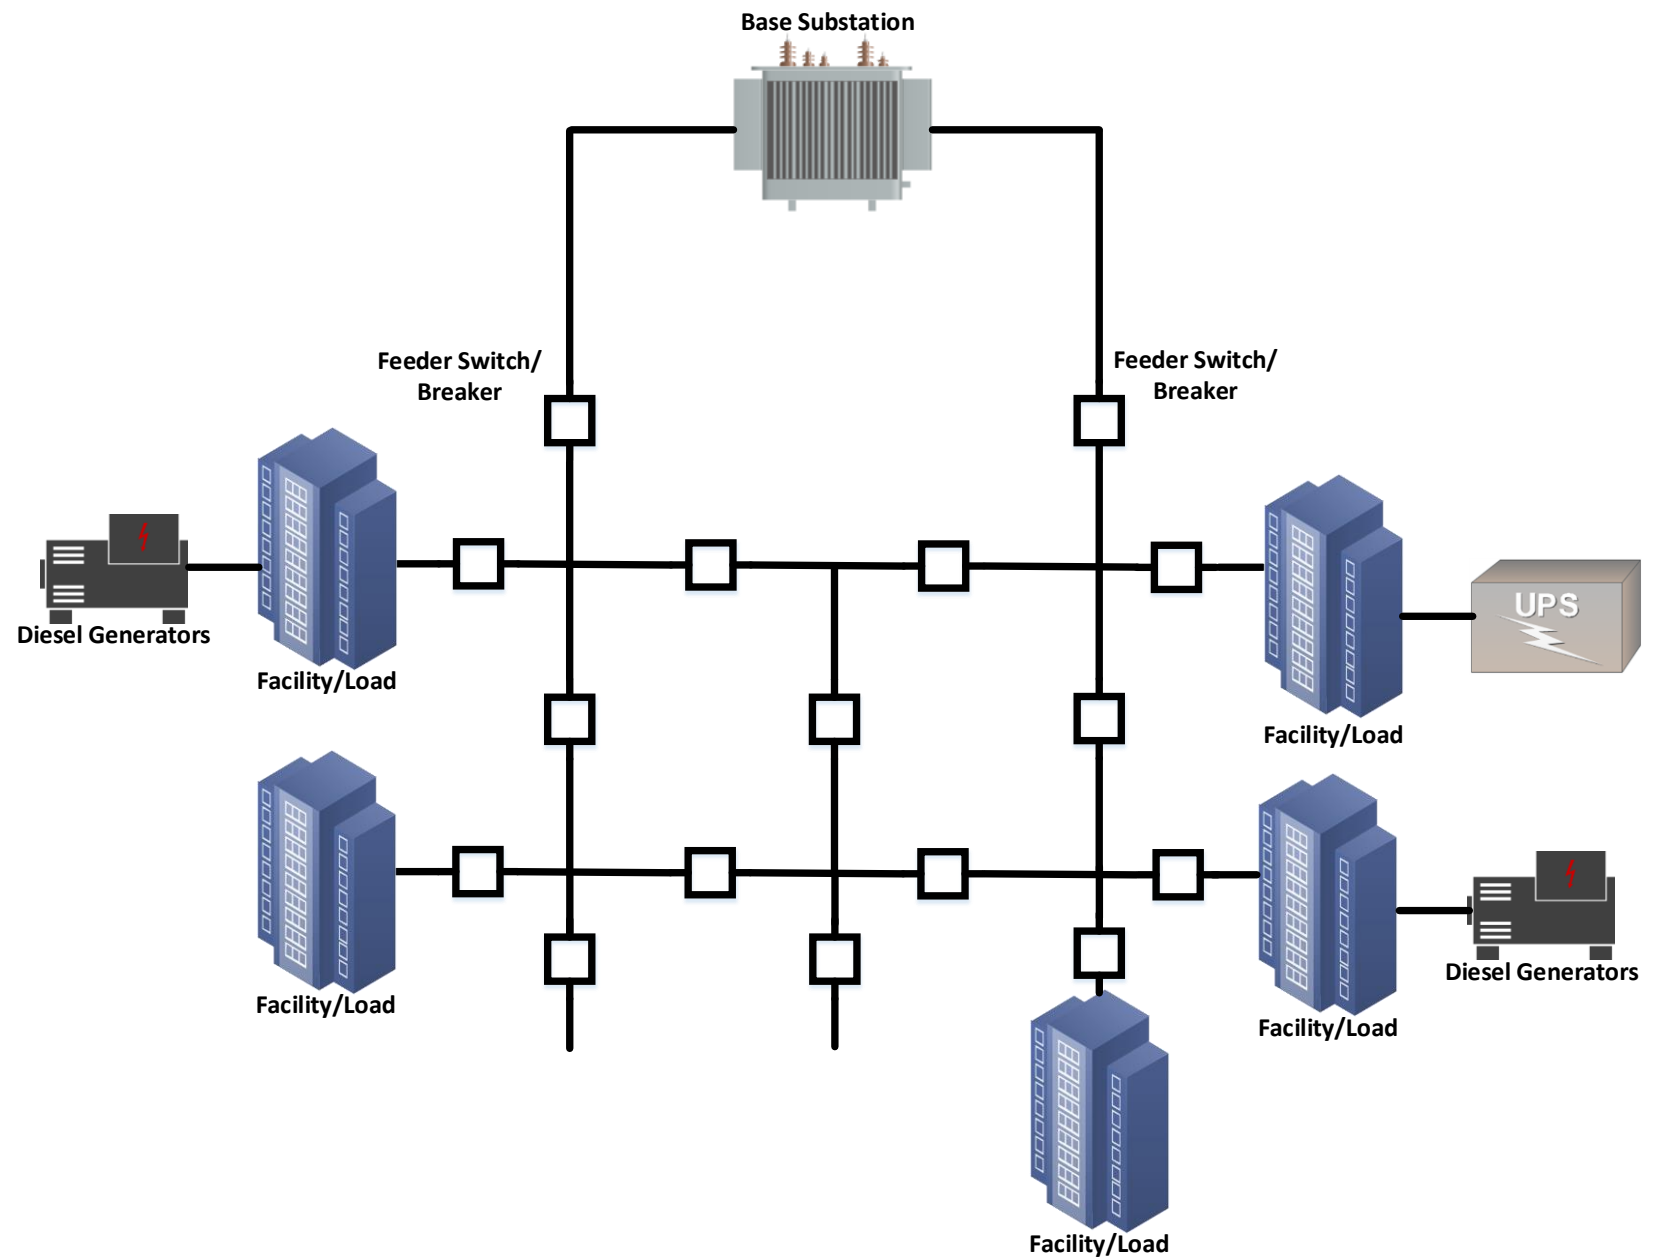 Base Substation
Feeder Switch/
Breaker
Feeder Switch/
Breaker
Diesel Generators
Facility/Load
UPS
Facility/Load
Facility/Load
Diesel Generators
Facility/Load
Facility/Load